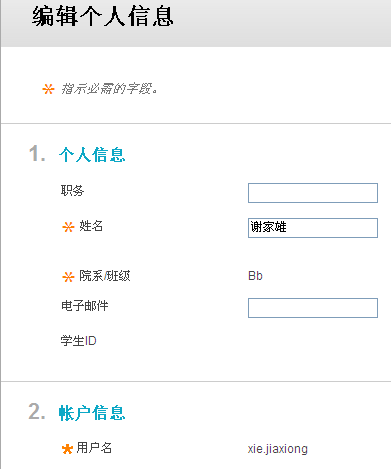 编辑个人信息
指示必需的字段。
1. 个人信息
职务
姓名 谢家雄
院系/班级 Bb
电子邮件
学生ID
2. 帐户信息
用户名 xie.jiaxiong